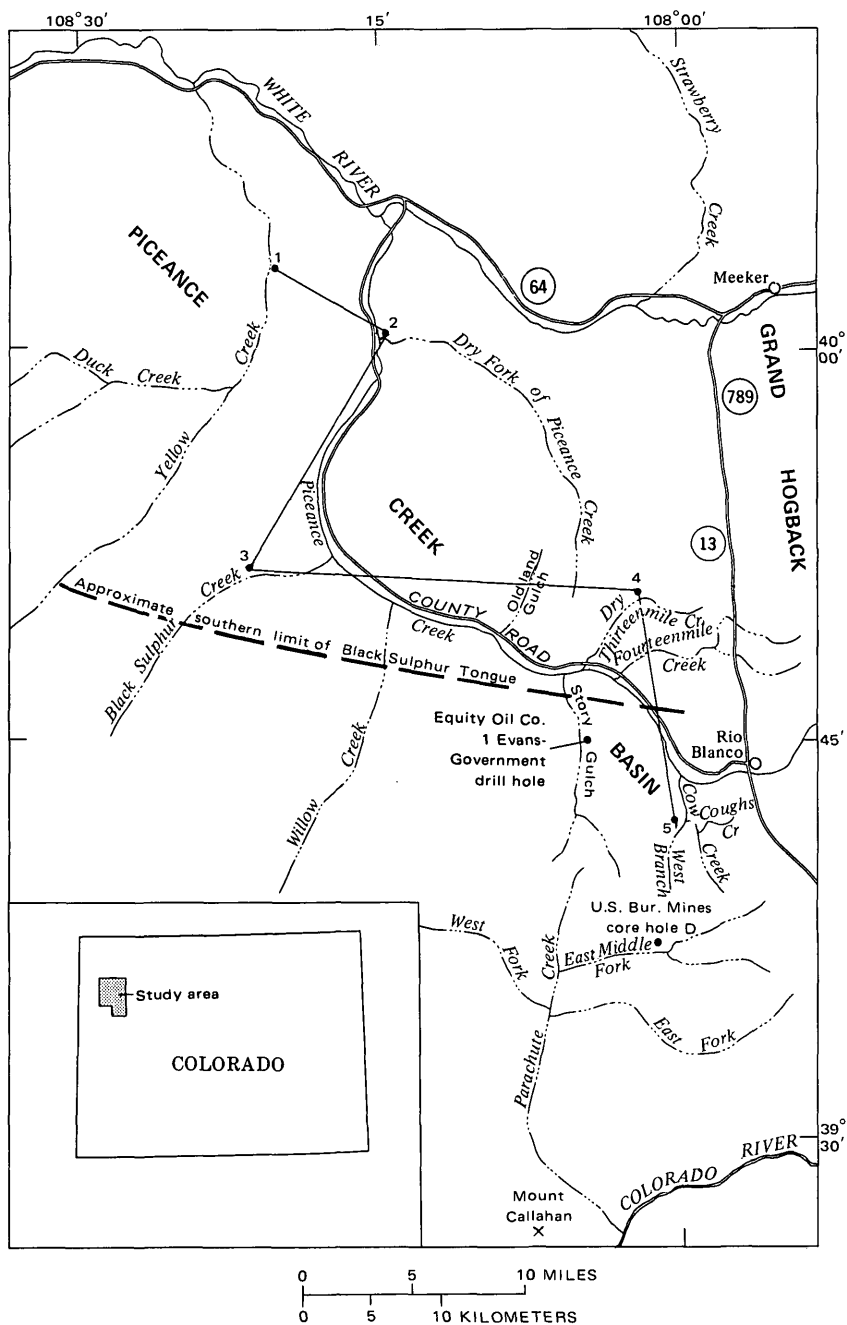 108°30'
15'
108°00'
WHITE
RIVER
Strawberry
Creek
PICEANCE
1
64
Meeker
2
40°
00'
GRAND
Dry Fork of Piceance
Creek
Duck Creek
Creek
Yellow
789
HOGBACK
Piceance
CREEK
13
3
Creek
Black Sulphur
4
Oldland
Gulch
Dry
Thirteenmile Cr
Fourteenmile
Creek
COUNTY
ROAD
Creek
Approximate southern limit of Black Sulphur Tongue
Story
Gulch
Equity Oil Co.
1 Evans-
Government
drill hole
BASIN
Rio
Blanco
45'
Willow
Creek
Cow
Creek
Coughs
Cr
5
West
Branch
U.S. Bur. Mines
core hole D
West
Fork
Creek
Parachute
East Middle
Fork
East Fork
Study area
COLORADO
39°
30'
COLORADO RIVER
Mount
Callahan
0 5 10 MILES
0 5 10 KILOMETERS